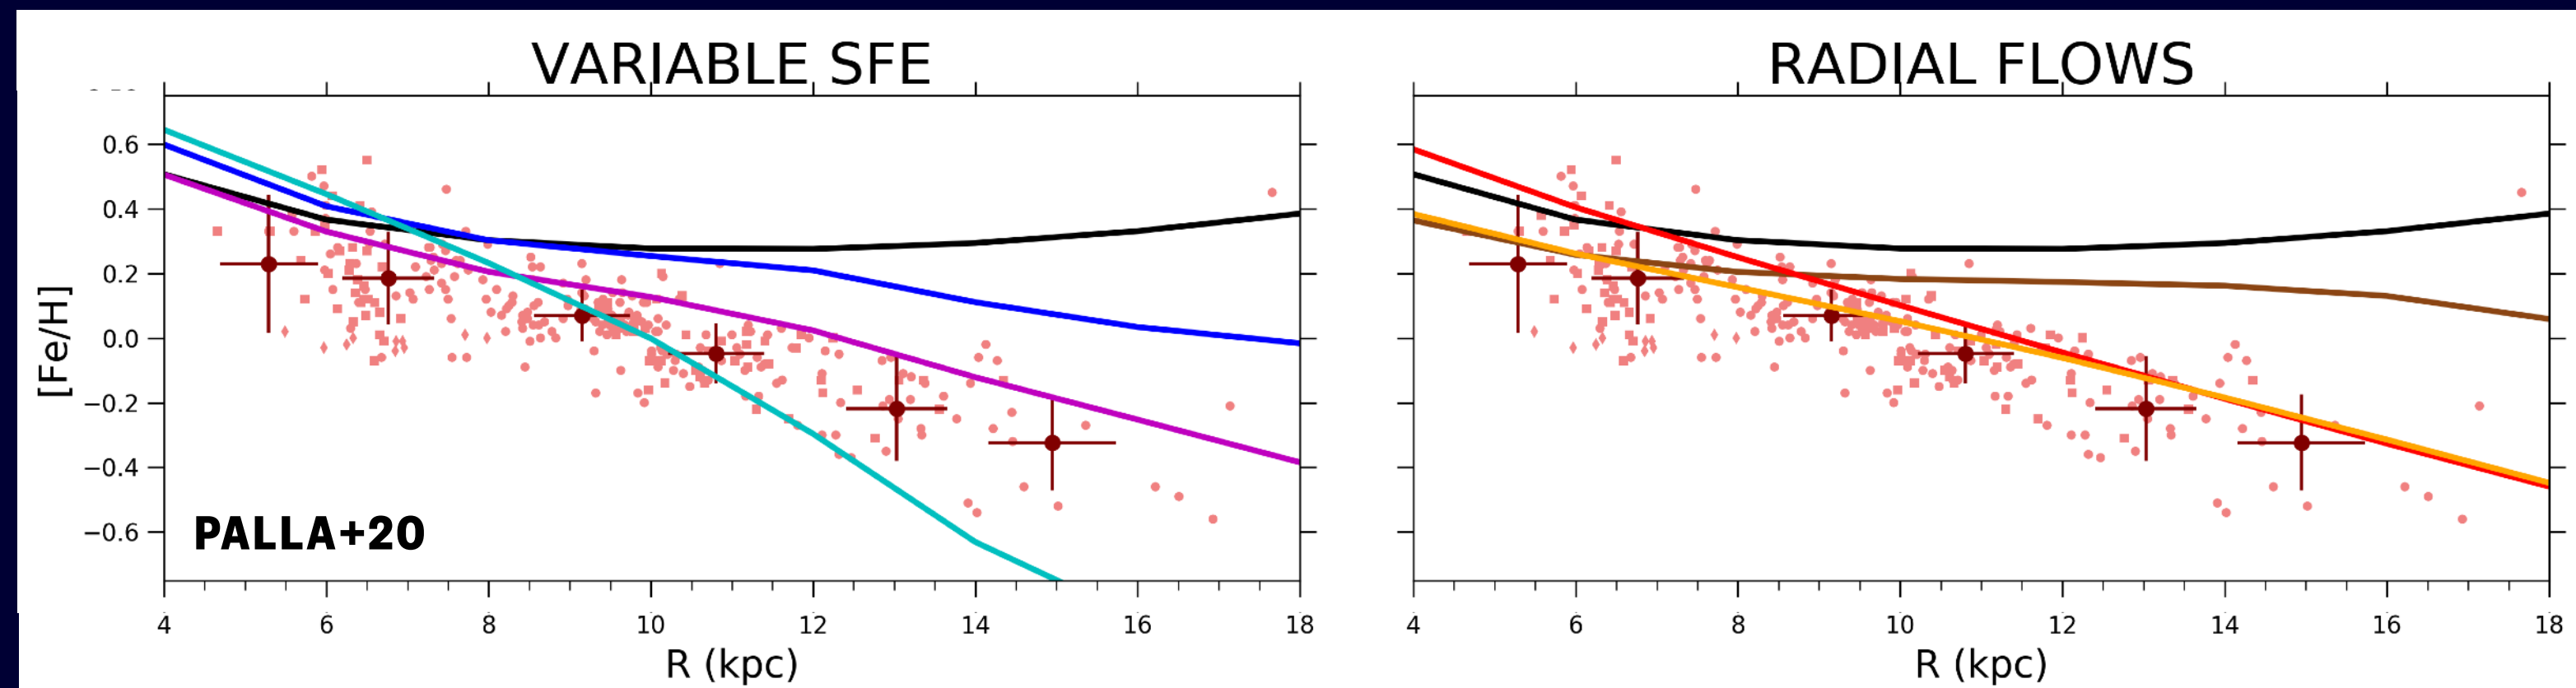 VARIABLE SFE
RADIAL FLOWS
[Fe/H]
0.6
0.4
0.2
0.0
−0.2
−0.4
−0.6
PALLA+20
4 6 8 10 12 14 16 18
4 6 8 10 12 14 16 18
R (kpc)
R (kpc)